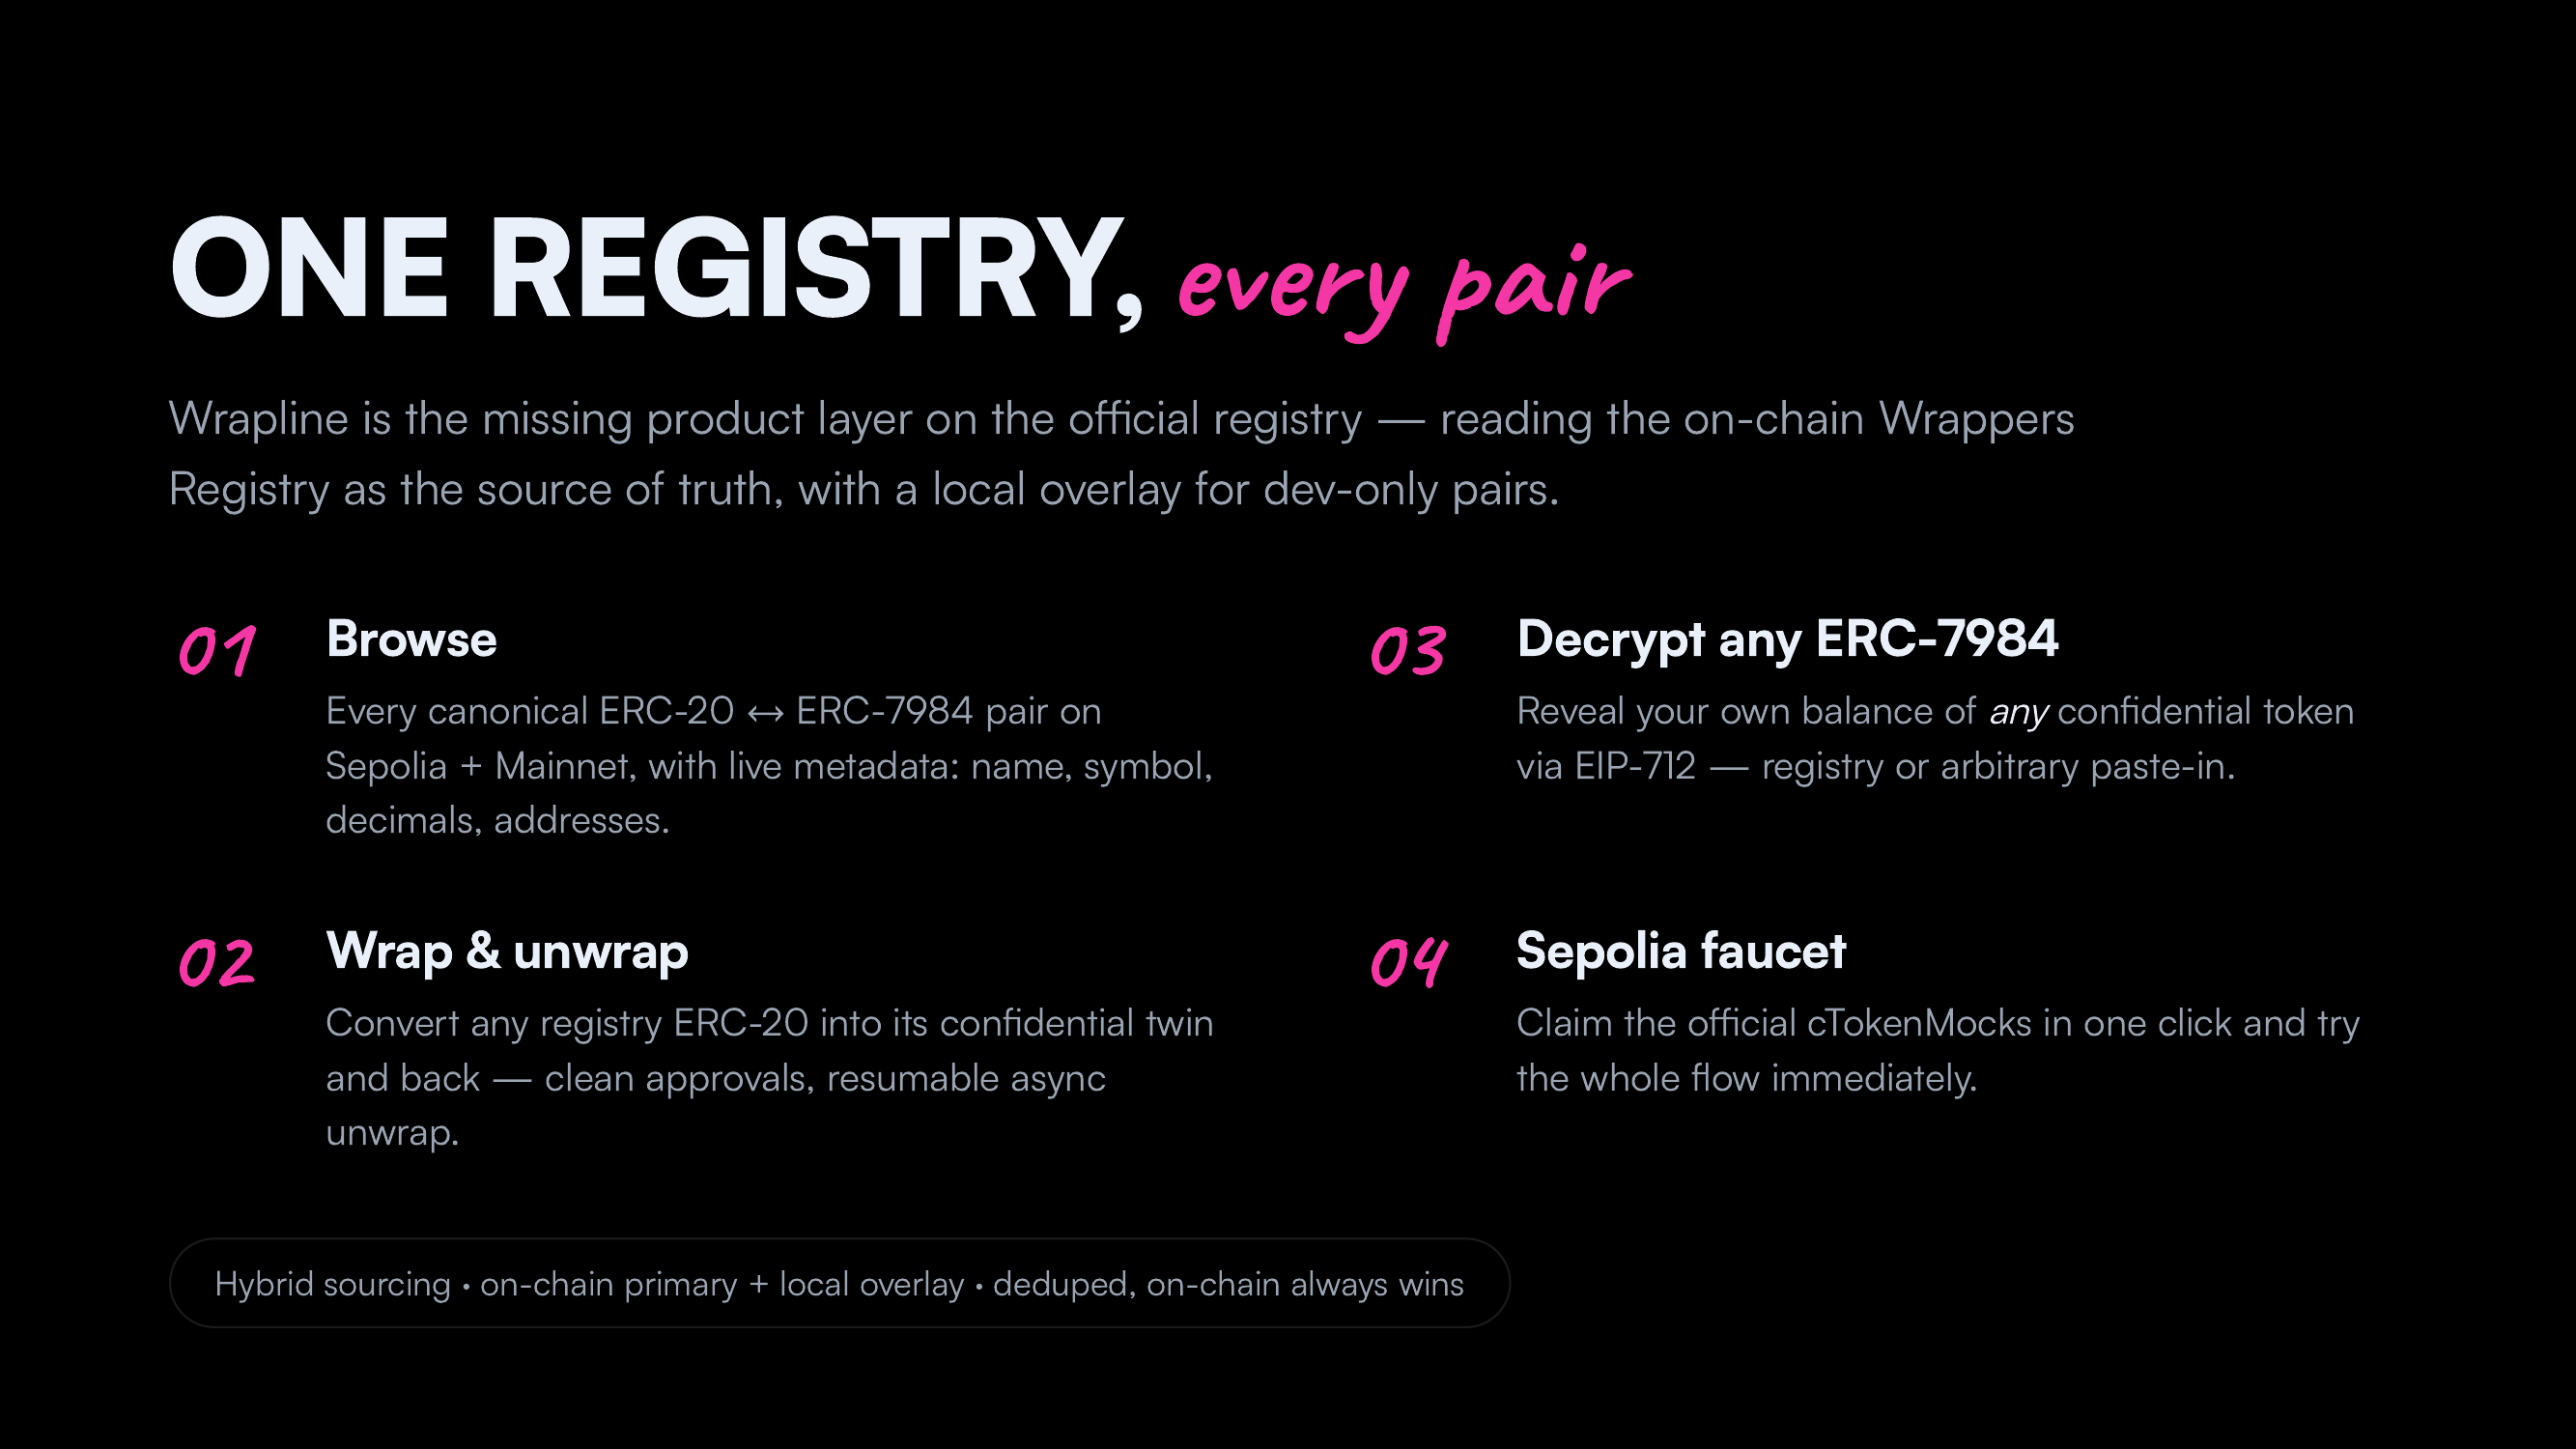 ONE REGISTRY, every pair
Wrapline is the missing product layer on the official registry — reading the on-chain Wrappers
Registry as the source of truth, with a local overlay for dev-only pairs.
01
Browse
Every canonical ERC-20 ↔ ERC-7984 pair on
Sepolia + Mainnet, with live metadata: name, symbol,
decimals, addresses.
02
Wrap & unwrap
Convert any registry ERC-20 into its confidential twin
and back — clean approvals, resumable async
unwrap.
03
Decrypt any ERC-7984
Reveal your own balance of any confidential token
via EIP-712 — registry or arbitrary paste-in.
04
Sepolia faucet
Claim the official cTokenMocks in one click and try
the whole flow immediately.
Hybrid sourcing · on-chain primary + local overlay · deduped, on-chain always wins